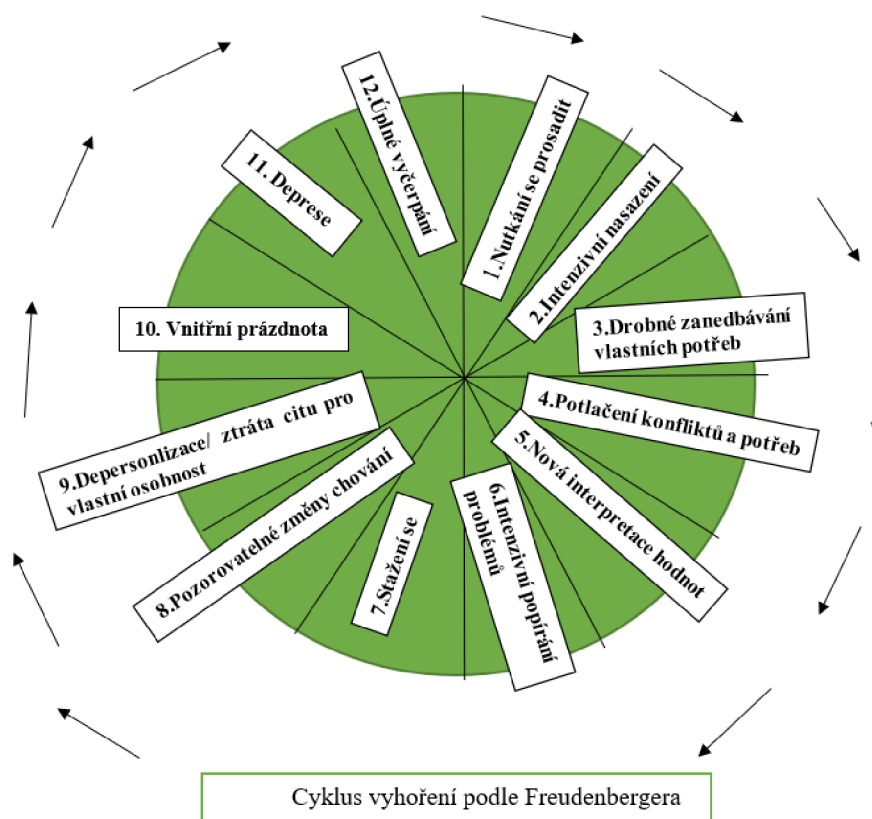 1.Nutkání se prosadit
2.Intenzivní nasazení
3.Drobné zanedbávání
vlastních potřeb
4.Potlačení konfliktů a potřeb
5.Nová interpretace hodnot
6.Intenzivní popírání
problémů
7.Stažení se
8.Pozorovatelné změny chování
9.Depersonlizace/ ztráta citu pro
vlastní osobnost
10. Vnitřní prázdnota
11. Deprese
12.Úplné vyčerpání
Cyklus vyhoření podle Freudenbergera